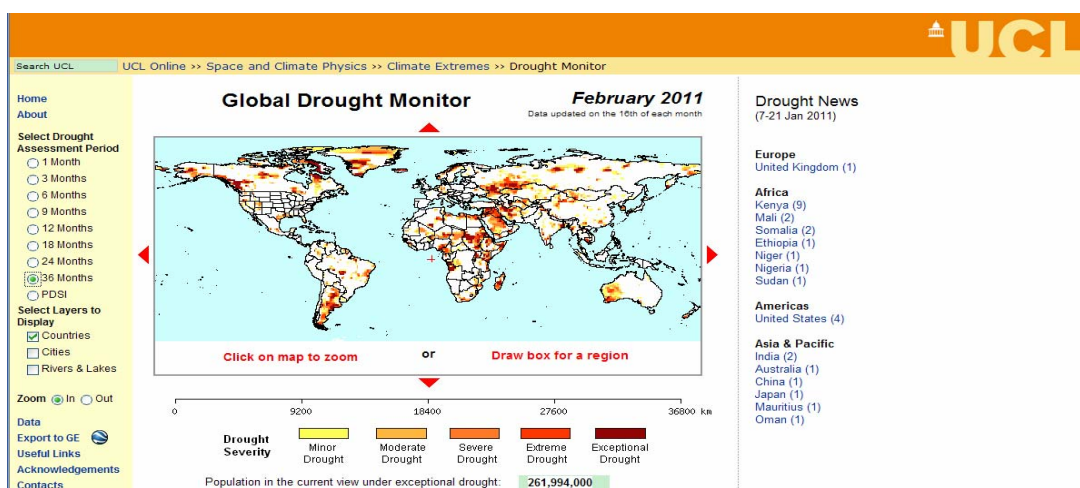 UCL
Search UCL
UCL Online >> Space and Climate Physics >> Climate Extremes >> Drought Monitor
Home
About
Select Drought
Assessment Period
1 Month
3 Months
6 Months
9 Months
12 Months
18 Months
24 Months
36 Months
PDSI
Select Layers to
Display
Countries
Cities
Rivers & Lakes
Zoom In Out
Data
Export to GE
Useful Links
Acknowledgements
Contacts
Global Drought Monitor
February 2011
Data updated on the 16th of each month
Click on map to zoom or Draw box for a region
0 9200 18400 27600 36800 km
Drought
Severity
Minor
Drought
Moderate
Drought
Severe
Drought
Extreme
Drought
Exceptional
Drought
Population in the current view under exceptional drought: 261,994,000
Drought News
(7-21 Jan 2011)
Europe
United Kingdom (1)
Africa
Kenya (9)
Mali (2)
Somalia (2)
Ethiopia (1)
Niger (1)
Nigeria (1)
Sudan (1)
Americas
United States (4)
Asia & Pacific
India (2)
Australia (1)
China (1)
Japan (1)
Mauritius (1)
Oman (1)